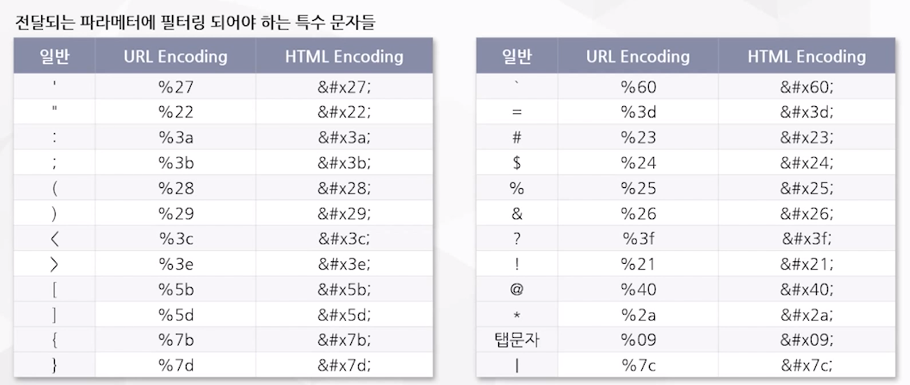 전달되는 파라메터에 필터링 되어야 하는 특수 문자들
일반 URL Encoding HTML Encoding
' %27 &#x27;
" %22 &#x22;
: %3a &#x3a;
; %3b &#x3b;
( %28 &#x28;
) %29 &#x29;
< %3c &#x3c;
> %3e &#x3e;
[ %5b &#x5b;
] %5d &#x5d;
{ %7b &#x7b;
} %7d &#x7d;
일반 URL Encoding HTML Encoding
` %60 &#x60;
= %3d &#x3d;
# %23 &#x23;
$ %24 &#x24;
% %25 &#x25;
& %26 &#x26;
? %3f &#x3f;
! %21 &#x21;
@ %40 &#x40;
* %2a &#x2a;
탭문자 %09 &#x09;
| %7c &#x7c;